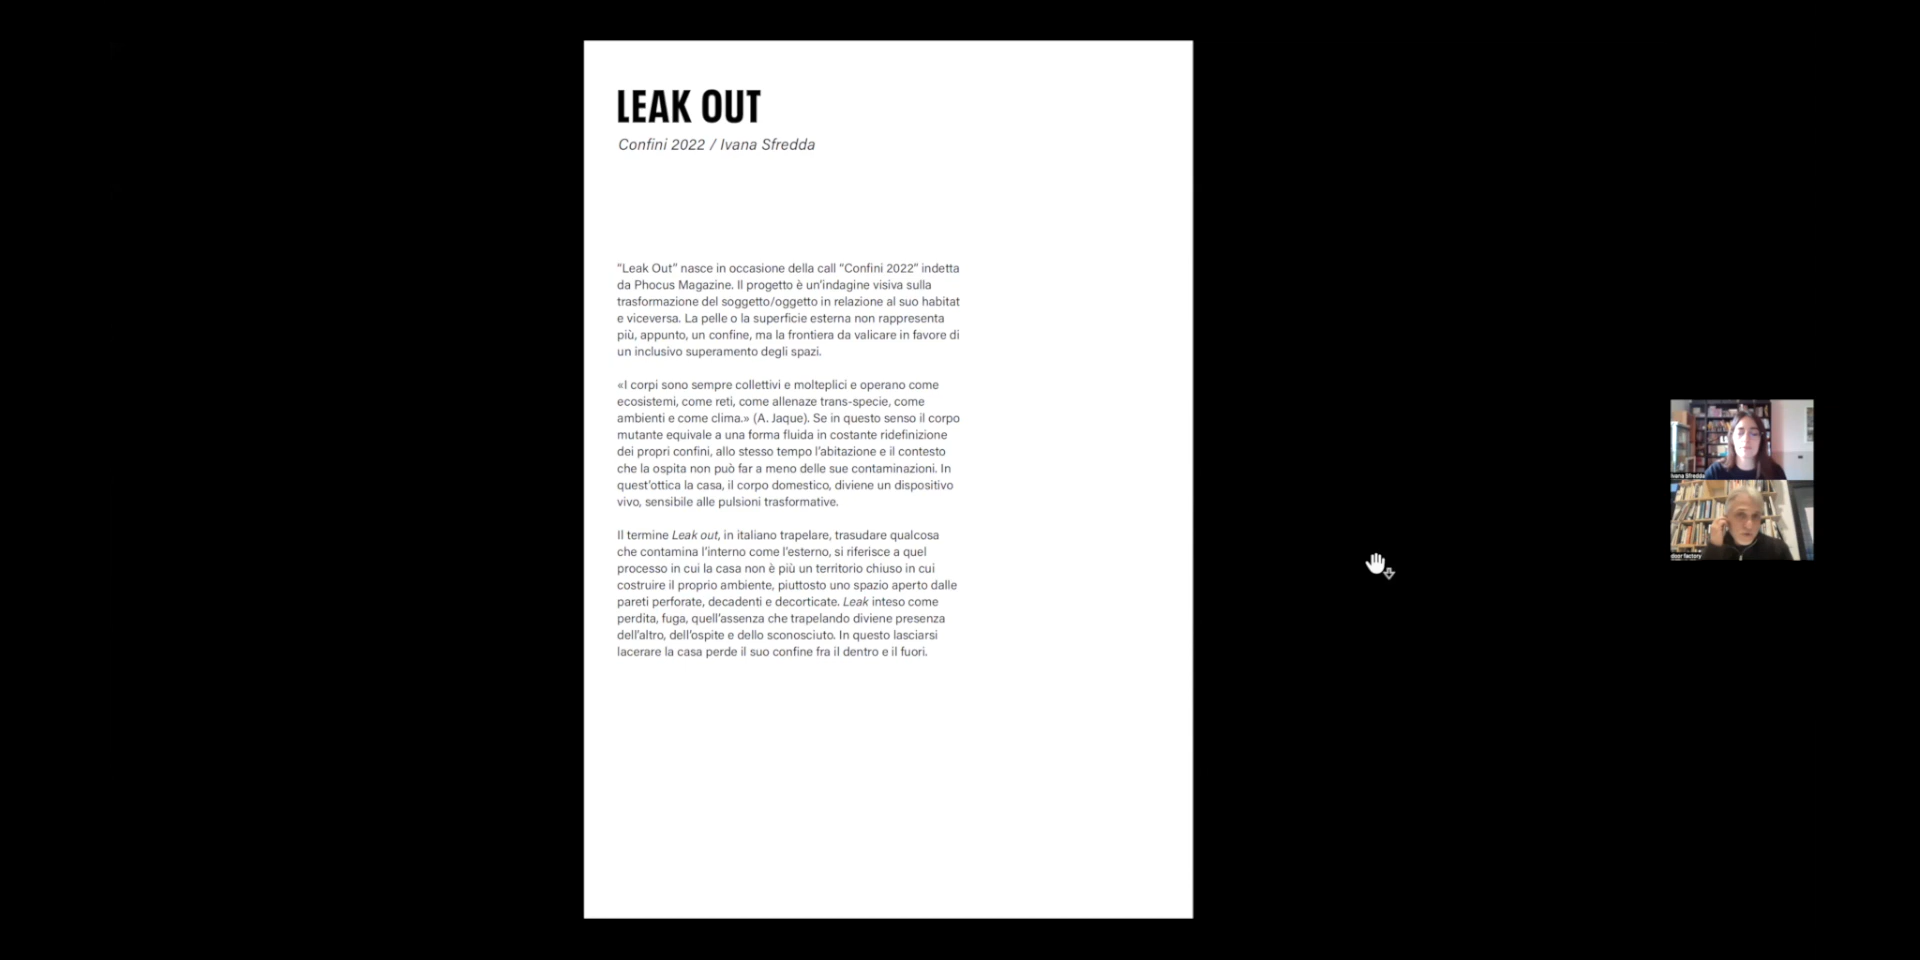 LEAK OUT
Confini 2022 / Ivana Sfredda
“Leak Out” nasce in occasione della call “Confini 2022” indetta
da Phocus Magazine. Il progetto è un’indagine visiva sulla
trasformazione del soggetto/oggetto in relazione al suo habitat
e viceversa. La pelle o la superficie esterna non rappresenta
più, appunto, un confine, ma la frontiera da valicare in favore di
un inclusivo superamento degli spazi.
«I corpi sono sempre collettivi e molteplici e operano come
ecosistemi, come reti, come allenaze trans-specie, come
ambienti e come clima.» (A. Jaque). Se in questo senso il corpo
mutante equivale a una forma fluida in costante ridefinizione
dei propri confini, allo stesso tempo l’abitazione e il contesto
che la ospita non può far a meno delle sue contaminazioni. In
quest’ottica la casa, il corpo domestico, diviene un dispositivo
vivo, sensibile alle pulsioni trasformative.
Il termine Leak out, in italiano trapelare, trasudare qualcosa
che contamina l’interno come l’esterno, si riferisce a quel
processo in cui la casa non è più un territorio chiuso in cui
costruire il proprio ambiente, piuttosto uno spazio aperto dalle
pareti perforate, decadenti e decorticate. Leak inteso come
perdita, fuga, quell’assenza che trapelando diviene presenza
dell’altro, dell’ospite e dello sconosciuto. In questo lasciarsi
lacerare la casa perde il suo confine fra il dentro e il fuori.
Ivana Sfredda
door factory